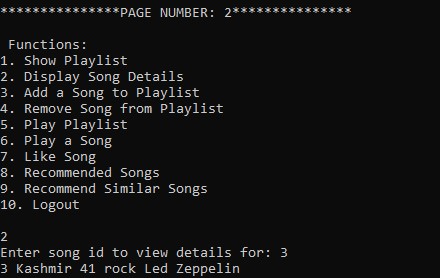 ***************PAGE NUMBER: 2***************
Functions:
1. Show Playlist
2. Display Song Details
3. Add a Song to Playlist
4. Remove Song from Playlist
5. Play Playlist
6. Play a Song
7. Like Song
8. Recommended Songs
9. Recommend Similar Songs
10. Logout
2
Enter song id to view details for: 3
3 Kashmir 41 rock Led Zeppelin